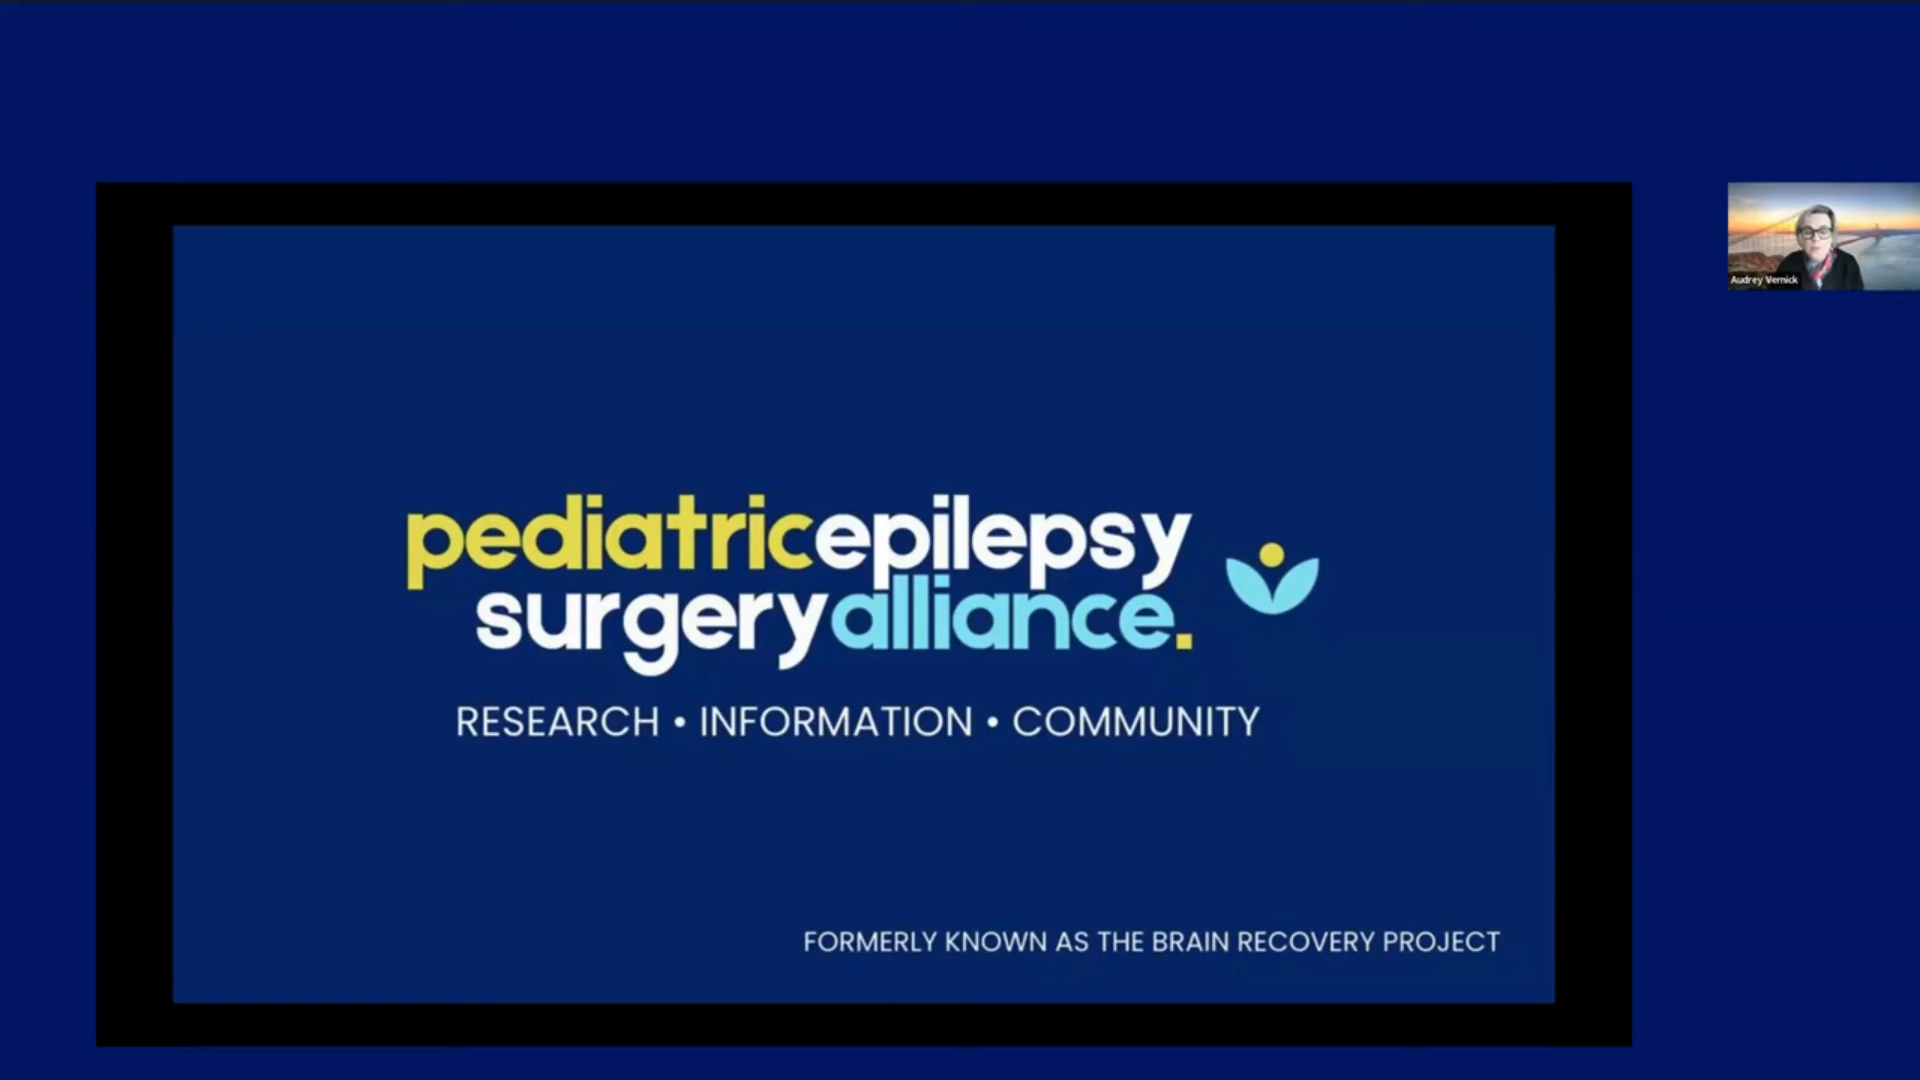 pediatricepilepsy
surgeryalliance.
RESEARCH • INFORMATION • COMMUNITY
FORMERLY KNOWN AS THE BRAIN RECOVERY PROJECT
Audrey Vernick